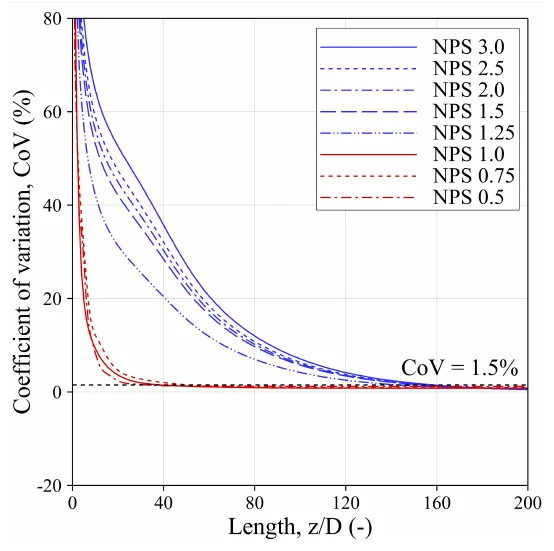 80
60
40
20
0
-20
Coefficient of variation, CoV (%)
NPS 3.0
NPS 2.5
NPS 2.0
NPS 1.5
NPS 1.25
NPS 1.0
NPS 0.75
NPS 0.5
CoV = 1.5%
0 40 80 120 160 200
Length, z/D (-)